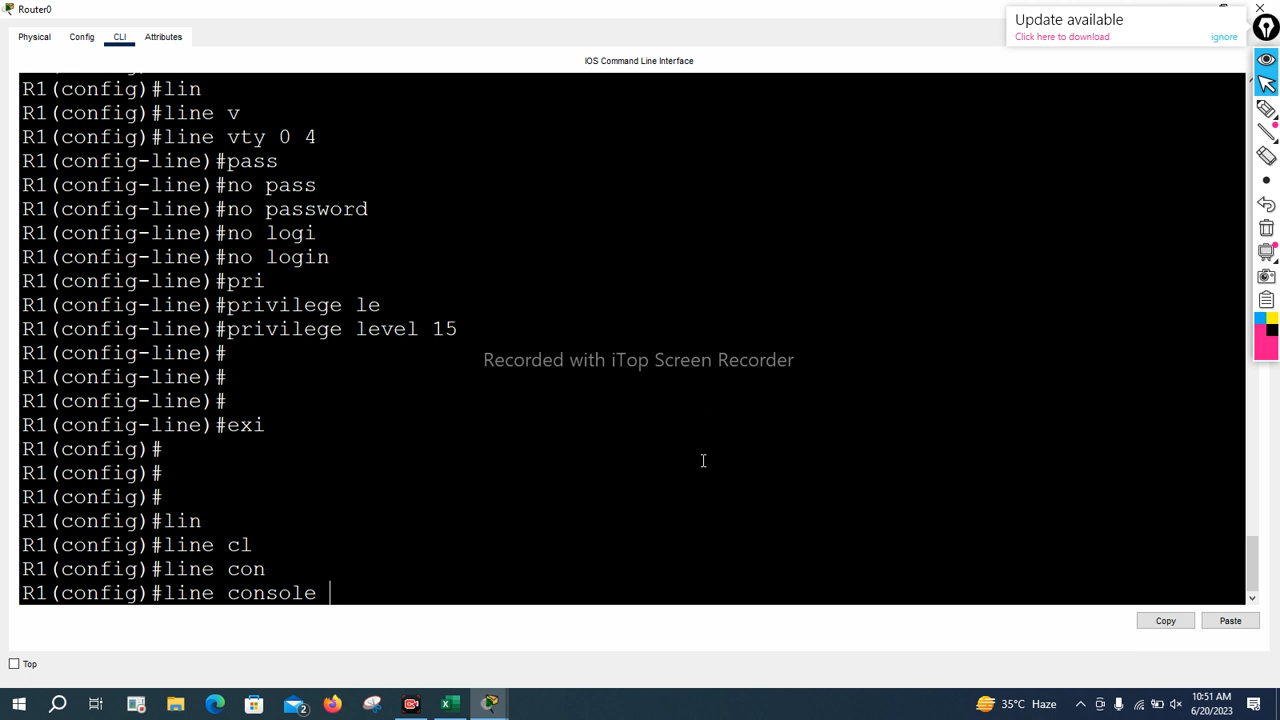 Router0
Update available
Click here to download
ignore
Physical
Config
CLI
Attributes
IOS Command Line Interface
R1(config)#lin
R1(config)#line v
R1(config)#line vty 0 4
R1(config-line)#pass
R1(config-line)#no pass
R1(config-line)#no password
R1(config-line)#no logi
R1(config-line)#no login
R1(config-line)#pri
R1(config-line)#privilege le
R1(config-line)#privilege level 15
R1(config-line)#
Recorded with iTop Screen Recorder
R1(config-line)#
R1(config-line)#
R1(config-line)#exi
R1(config)#
R1(config)#
R1(config)#
R1(config)#lin
R1(config)#line cl
R1(config)#line con
R1(config)#line console
Copy
Paste
Top
2
35°C Haze
10:51 AM
6/20/2023